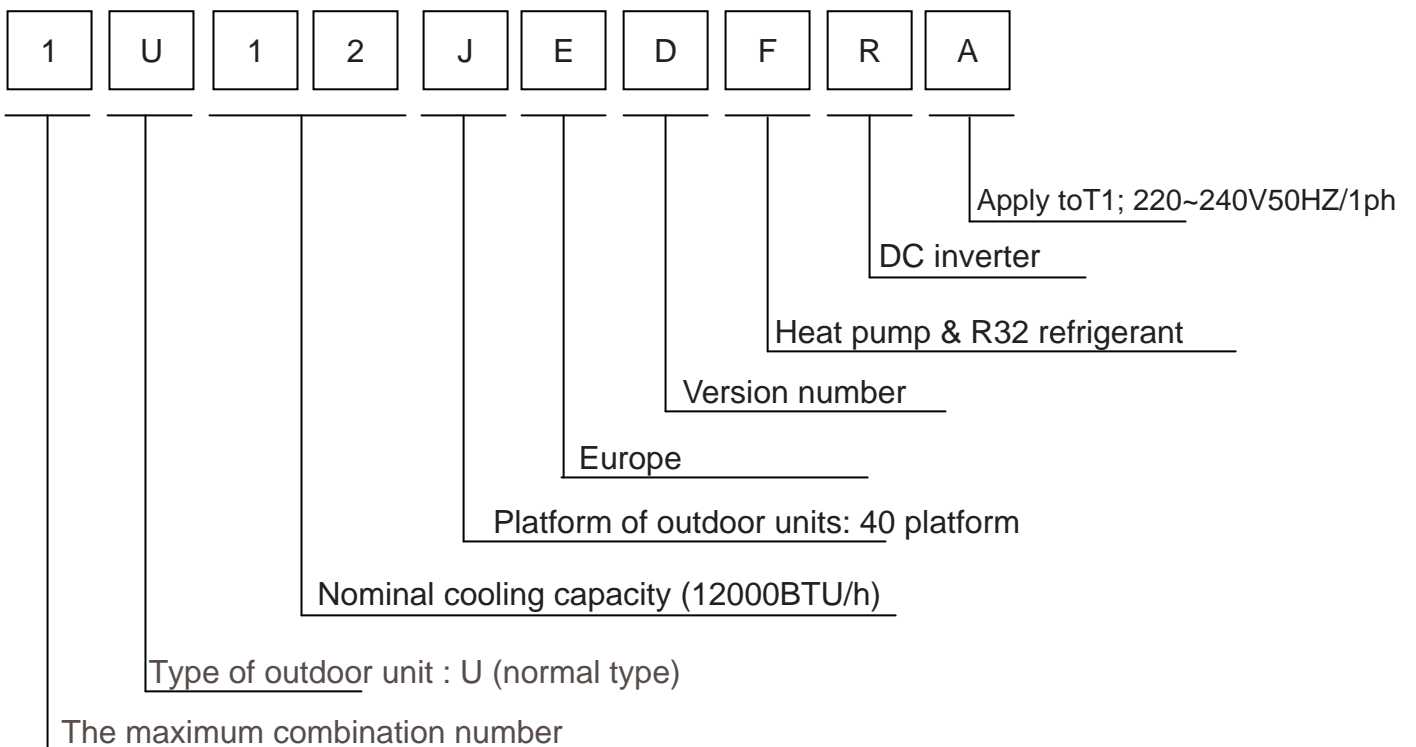 1 U 1 2 J E D F R A
Apply toT1; 220~240V50HZ/1ph
DC inverter
Heat pump & R32 refrigerant
Version number
Europe
Platform of outdoor units: 40 platform
Nominal cooling capacity (12000BTU/h)
Type of outdoor unit : U (normal type)
The maximum combination number